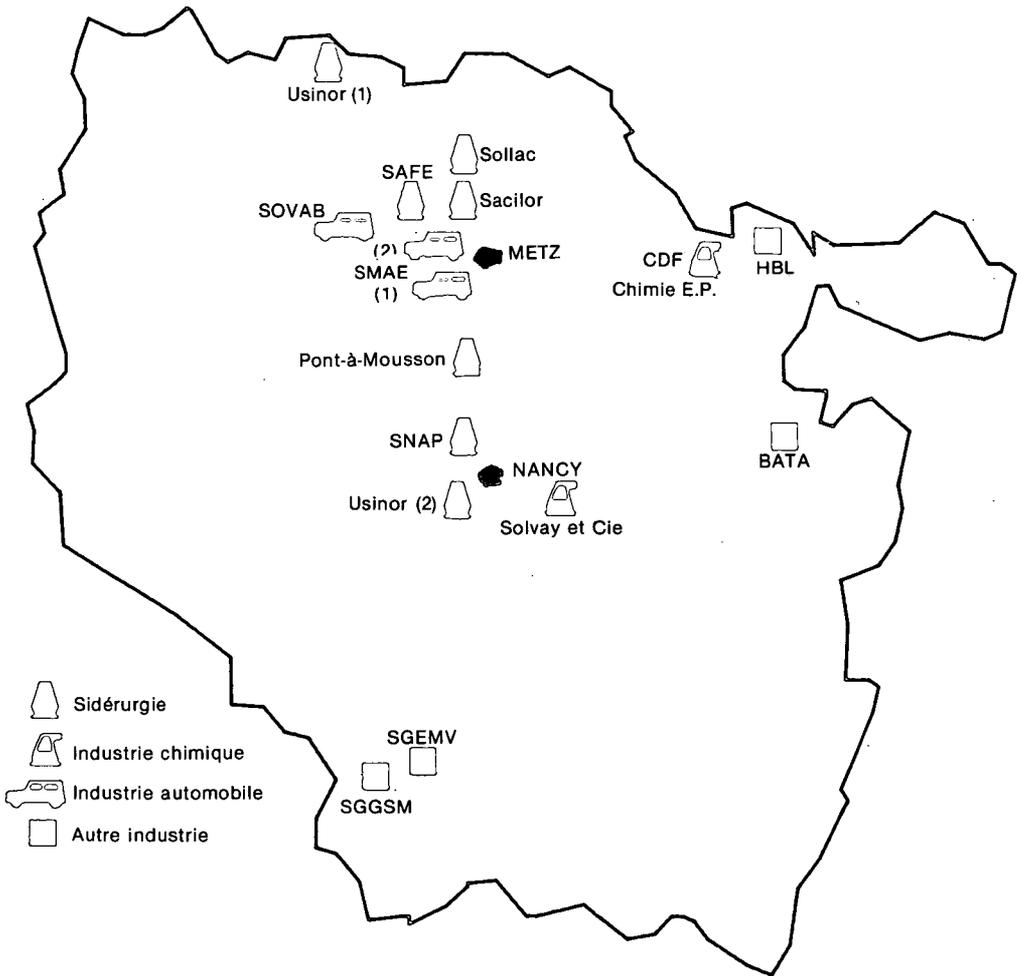 Usinor (1)
Sollac
SAFE
Sacilor
SOVAB
(2)
METZ
SMAE
(1)
CDF
Chimie E.P.
HBL
Pont-à-Mousson
SNAP
BATA
NANCY
Usinor (2)
Solvay et Cie
Sidérurgie
Industrie chimique
Industrie automobile
Autre industrie
SGEMV
SGGSM